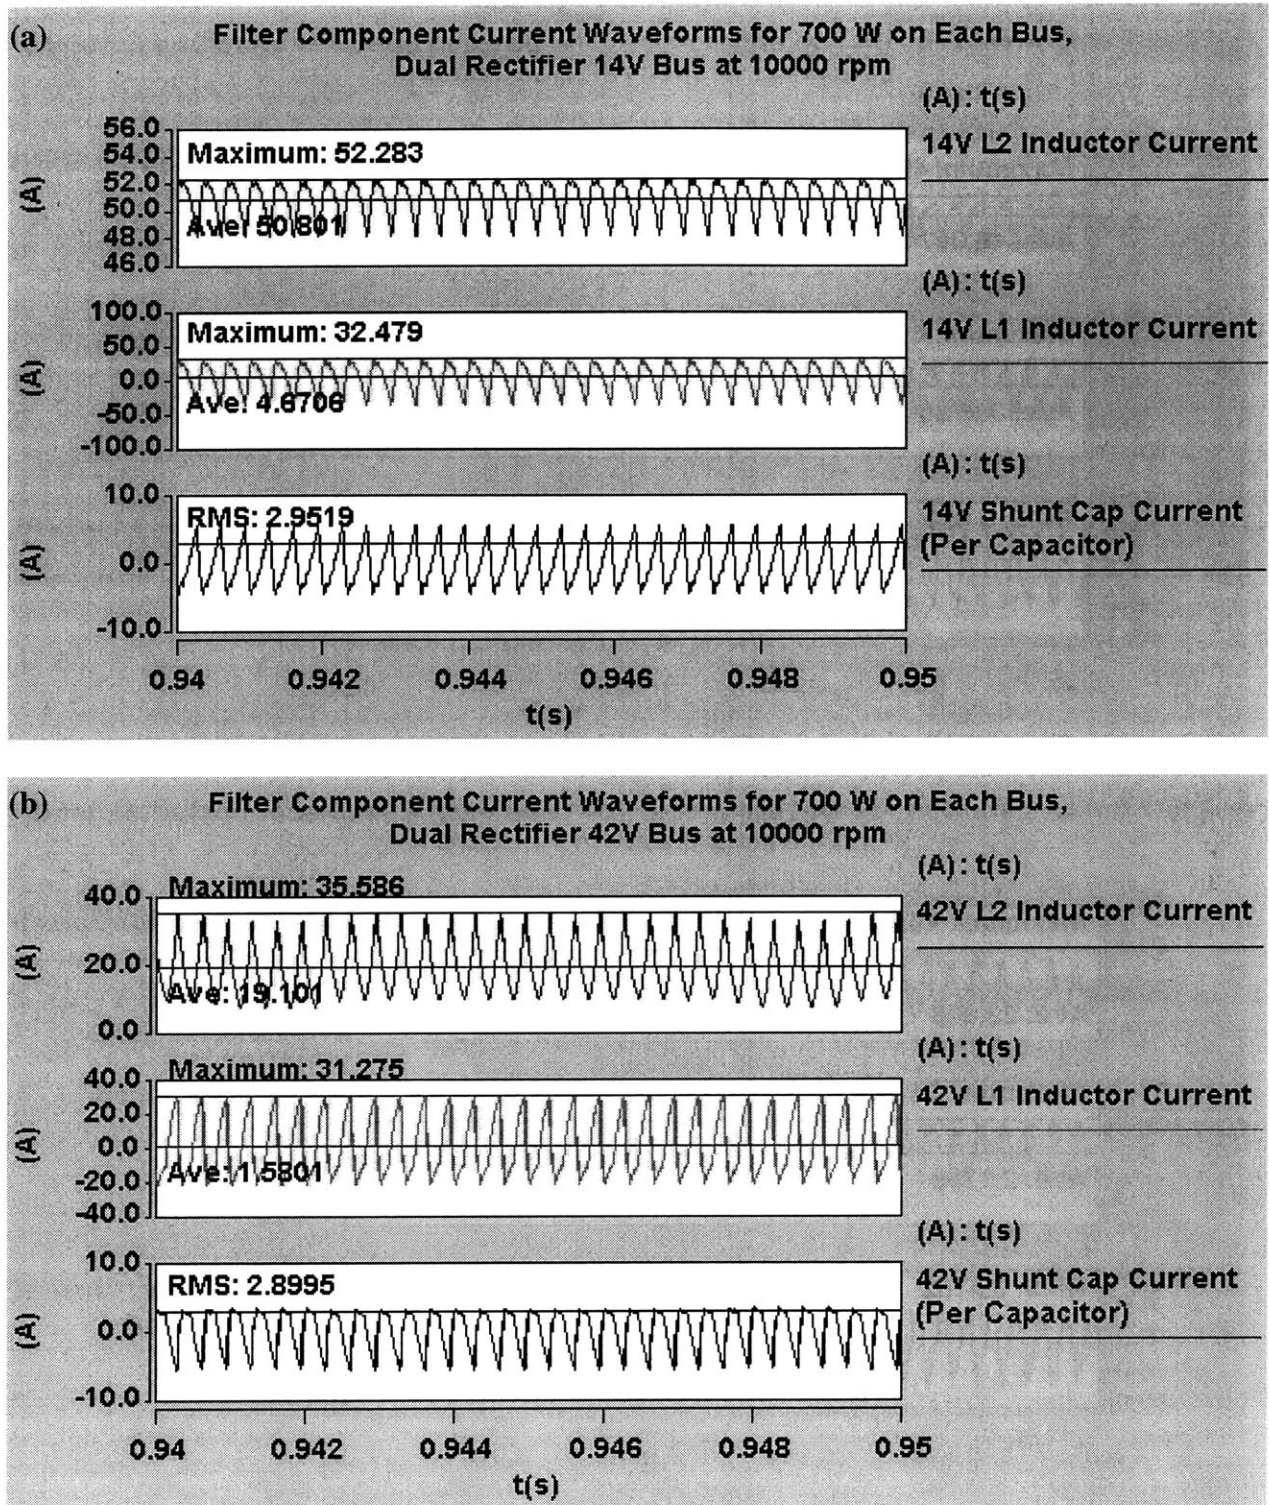 (a)
Filter Component Current Waveforms for 700 W on Each Bus,
Dual Rectifier 14V Bus at 10000 rpm
(A) : t(s)
14V L2 Inductor Current
56.0
54.0
52.0
50.0
48.0
46.0
(A)
Maximum: 52.283
Ave: 50.801
(A) : t(s)
14V L1 Inductor Current
100.0
50.0
0.0
-50.0
-100.0
(A)
Maximum: 32.479
Ave: 4.6706
(A) : t(s)
14V Shunt Cap Current
(Per Capacitor)
10.0
0.0
-10.0
(A)
RMS: 2.9519
0.94 0.942 0.944 0.946 0.948 0.95
t(s)
(b)
Filter Component Current Waveforms for 700 W on Each Bus,
Dual Rectifier 42V Bus at 10000 rpm
(A) : t(s)
42V L2 Inductor Current
Maximum: 35.586
40.0
20.0
0.0
(A)
Ave: 19.101
(A) : t(s)
42V L1 Inductor Current
Maximum: 31.275
40.0
20.0
0.0
-20.0
-40.0
(A)
Ave: 1.5801
(A) : t(s)
42V Shunt Cap Current
(Per Capacitor)
10.0
0.0
-10.0
(A)
RMS: 2.8995
0.94 0.942 0.944 0.946 0.948 0.95
t(s)